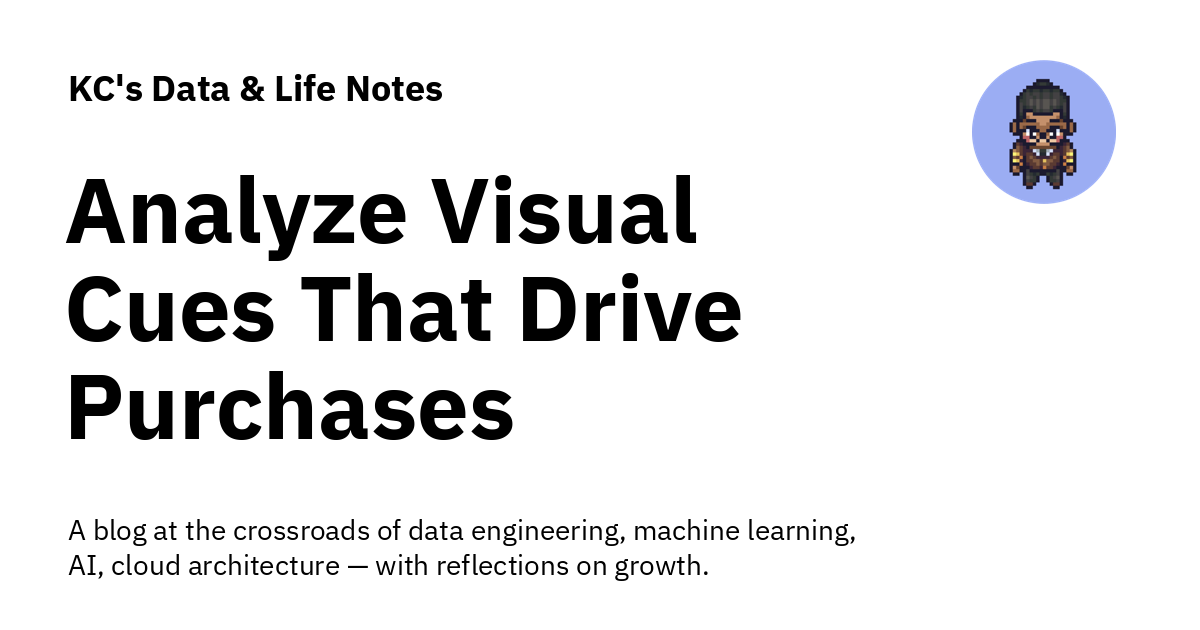 KC's Data & Life Notes
Analyze Visual
Cues That Drive
Purchases
A blog at the crossroads of data engineering, machine learning,
AI, cloud architecture — with reflections on growth.